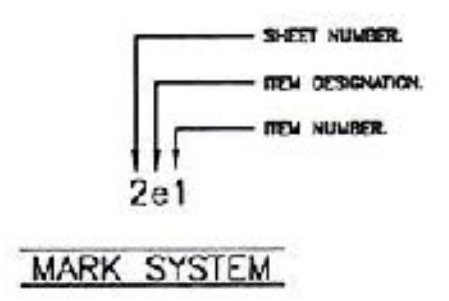 SHEET NUMBER.
ITEM DESIGNATION.
ITEM NUMBER.
2e1
MARK SYSTEM